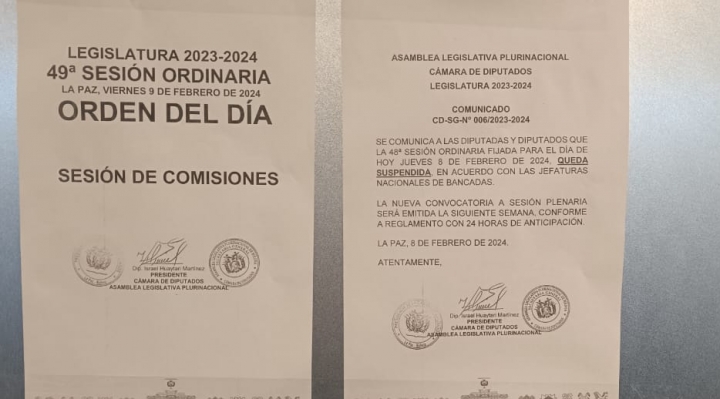 LEGISLATURA 2023-2024
49ª SESIÓN ORDINARIA
LA PAZ, VIERNES 9 DE FEBRERO DE 2024
ORDEN DEL DÍA
SESIÓN DE COMISIONES
Dip. Israel Huaytari Martínez
PRESIDENTE
CÁMARA DE DIPUTADOS
ASAMBLEA LEGISLATIVA PLURINACIONAL
ASAMBLEA LEGISLATIVA PLURINACIONAL
CÁMARA DE DIPUTADOS
LEGISLATURA 2023-2024
COMUNICADO
CD-SG-N° 006/2023-2024
SE COMUNICA A LAS DIPUTADAS Y DIPUTADOS QUE
LA 48ª SESIÓN ORDINARIA FIJADA PARA EL DÍA DE
HOY JUEVES 8 DE FEBRERO DE 2024, QUEDA
SUSPENDIDA, EN ACUERDO CON LAS JEFATURAS
NACIONALES DE BANCADAS.
LA NUEVA CONVOCATORIA A SESIÓN PLENARIA
SERÁ EMITIDA LA SIGUIENTE SEMANA, CONFORME
A REGLAMENTO CON 24 HORAS DE ANTICIPACIÓN.
LA PAZ, 8 DE FEBRERO DE 2024.
ATENTAMENTE,
Dip. Israel Huaytari Martínez
PRESIDENTE
CÁMARA DE DIPUTADOS
ASAMBLEA LEGISLATIVA PLURINACIONAL